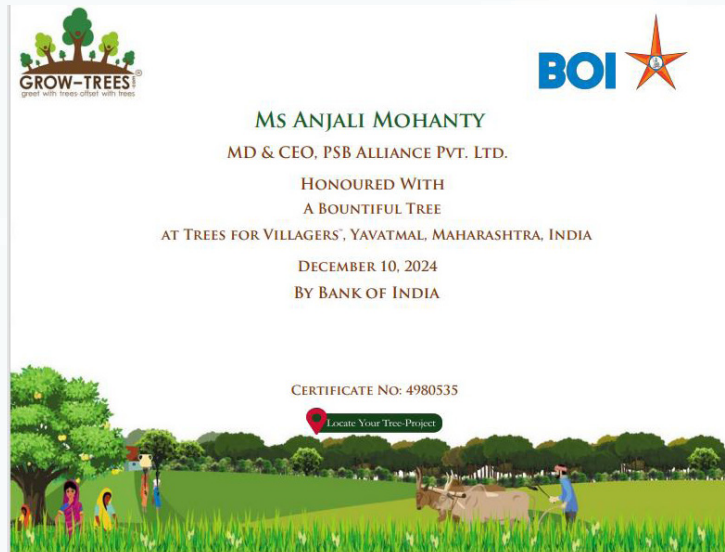 GROW-TREES®
.com
greet with trees offset with trees
BOI
Ms Anjali Mohanty
MD & CEO, PSB Alliance Pvt. Ltd.
Honoured With
A Bountiful Tree
at Trees for Villagers", Yavatmal, Maharashtra, India
December 10, 2024
By Bank of India
Certificate No: 4980535
Locate Your Tree-Project